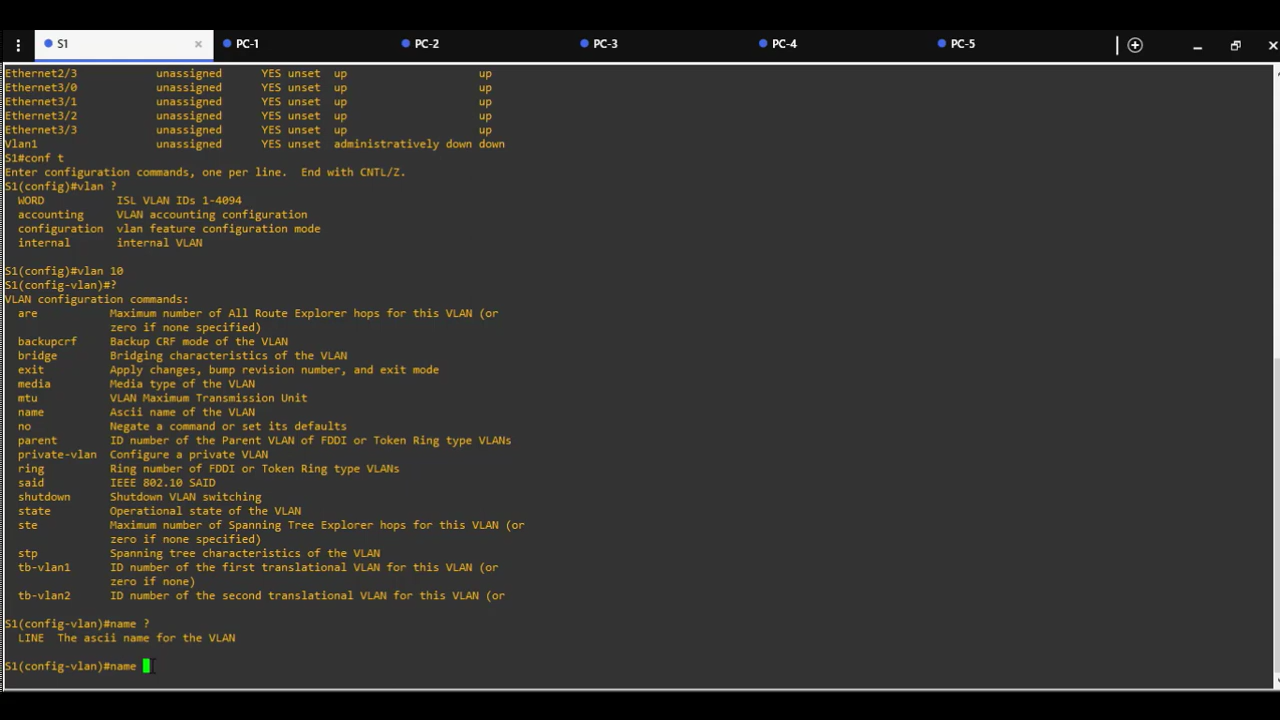 S1 PC-1 PC-2 PC-3 PC-4 PC-5
Ethernet2/3 unassigned YES unset up up
Ethernet3/0 unassigned YES unset up up
Ethernet3/1 unassigned YES unset up up
Ethernet3/2 unassigned YES unset up up
Ethernet3/3 unassigned YES unset up up
Vlan1 unassigned YES unset administratively down down
S1#conf t
Enter configuration commands, one per line. End with CNTL/Z.
S1(config)#vlan ?
WORD ISL VLAN IDs 1-4094
accounting VLAN accounting configuration
configuration vlan feature configuration mode
internal internal VLAN
S1(config)#vlan 10
S1(config-vlan)#?
VLAN configuration commands:
are Maximum number of All Route Explorer hops for this VLAN (or
zero if none specified)
backupcrf Backup CRF mode of the VLAN
bridge Bridging characteristics of the VLAN
exit Apply changes, bump revision number, and exit mode
media Media type of the VLAN
mtu VLAN Maximum Transmission Unit
name Ascii name of the VLAN
no Negate a command or set its defaults
parent ID number of the Parent VLAN of FDDI or Token Ring type VLANs
private-vlan Configure a private VLAN
ring Ring number of FDDI or Token Ring type VLANs
said IEEE 802.10 SAID
shutdown Shutdown VLAN switching
state Operational state of the VLAN
ste Maximum number of Spanning Tree Explorer hops for this VLAN (or
zero if none specified)
stp Spanning tree characteristics of the VLAN
tb-vlan1 ID number of the first translational VLAN for this VLAN (or
zero if none)
tb-vlan2 ID number of the second translational VLAN for this VLAN (or
S1(config-vlan)#name ?
LINE The ascii name for the VLAN
S1(config-vlan)#name